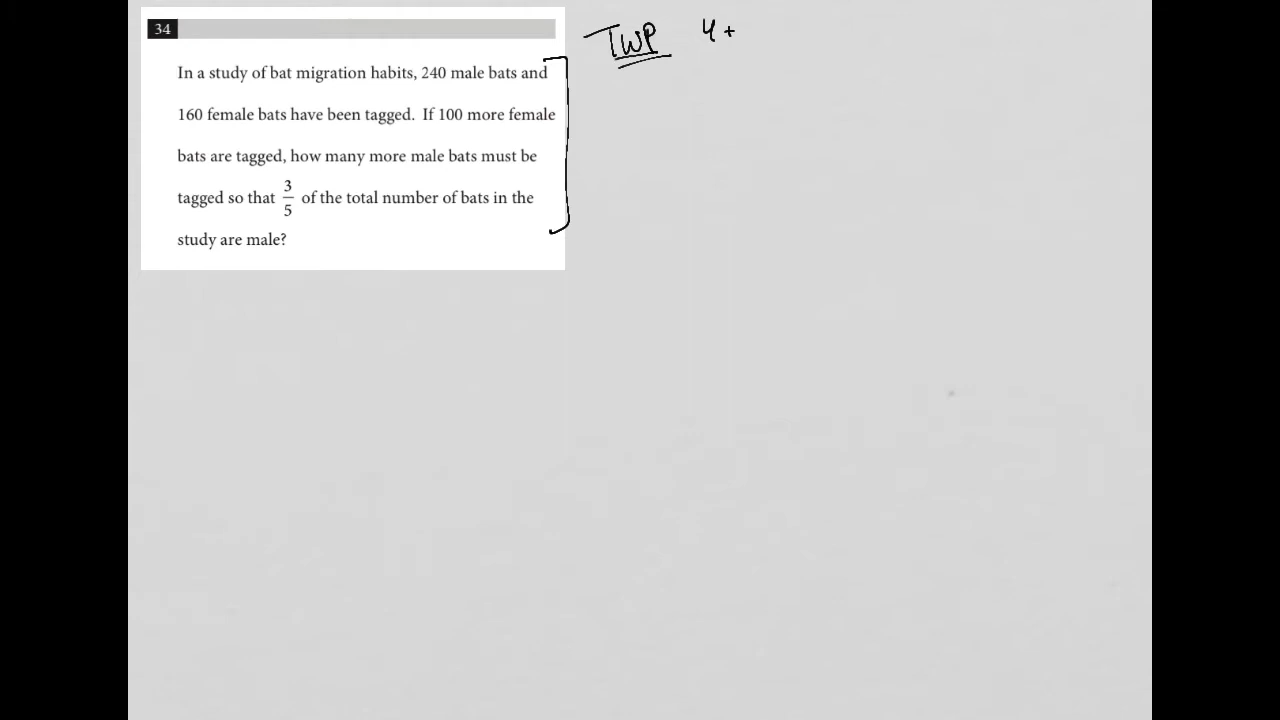 34
TWP 4+
In a study of bat migration habits, 240 male bats and
160 female bats have been tagged. If 100 more female
bats are tagged, how many more male bats must be
tagged so that 3/5 of the total number of bats in the
study are male?